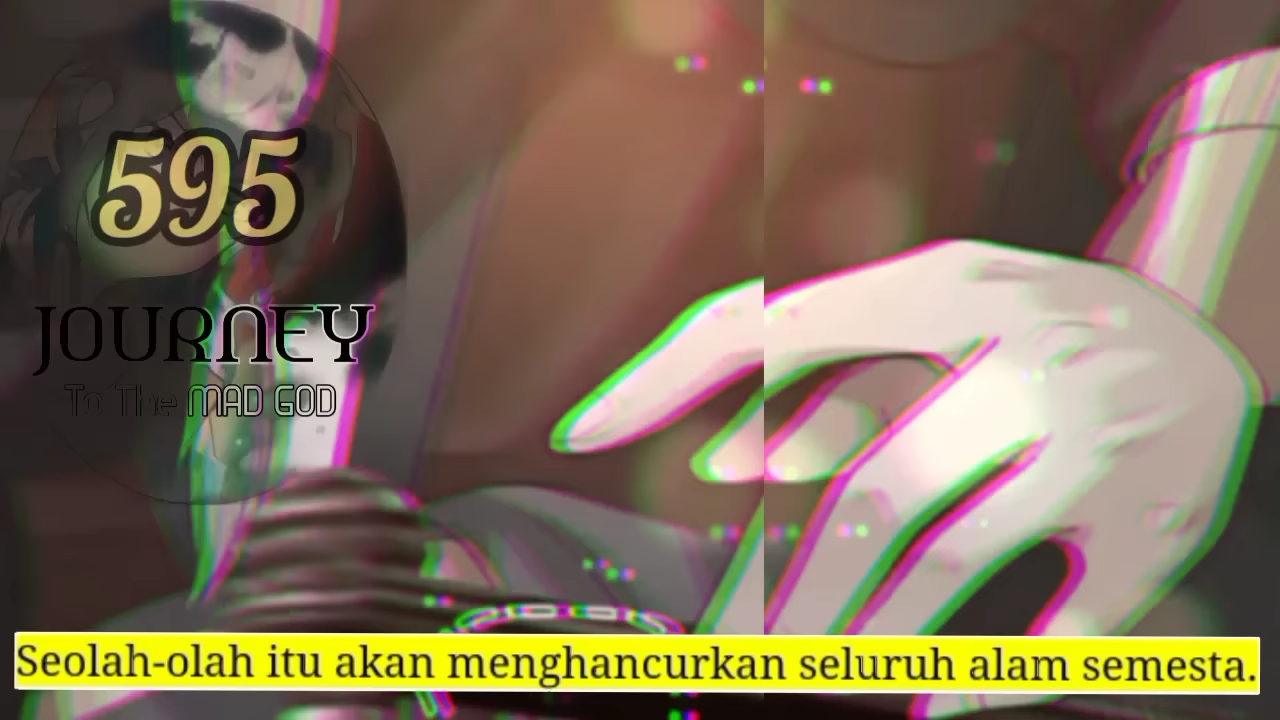 595
JOURNEY
To The MAD GOD
Seolah-olah itu akan menghancurkan seluruh alam semesta.